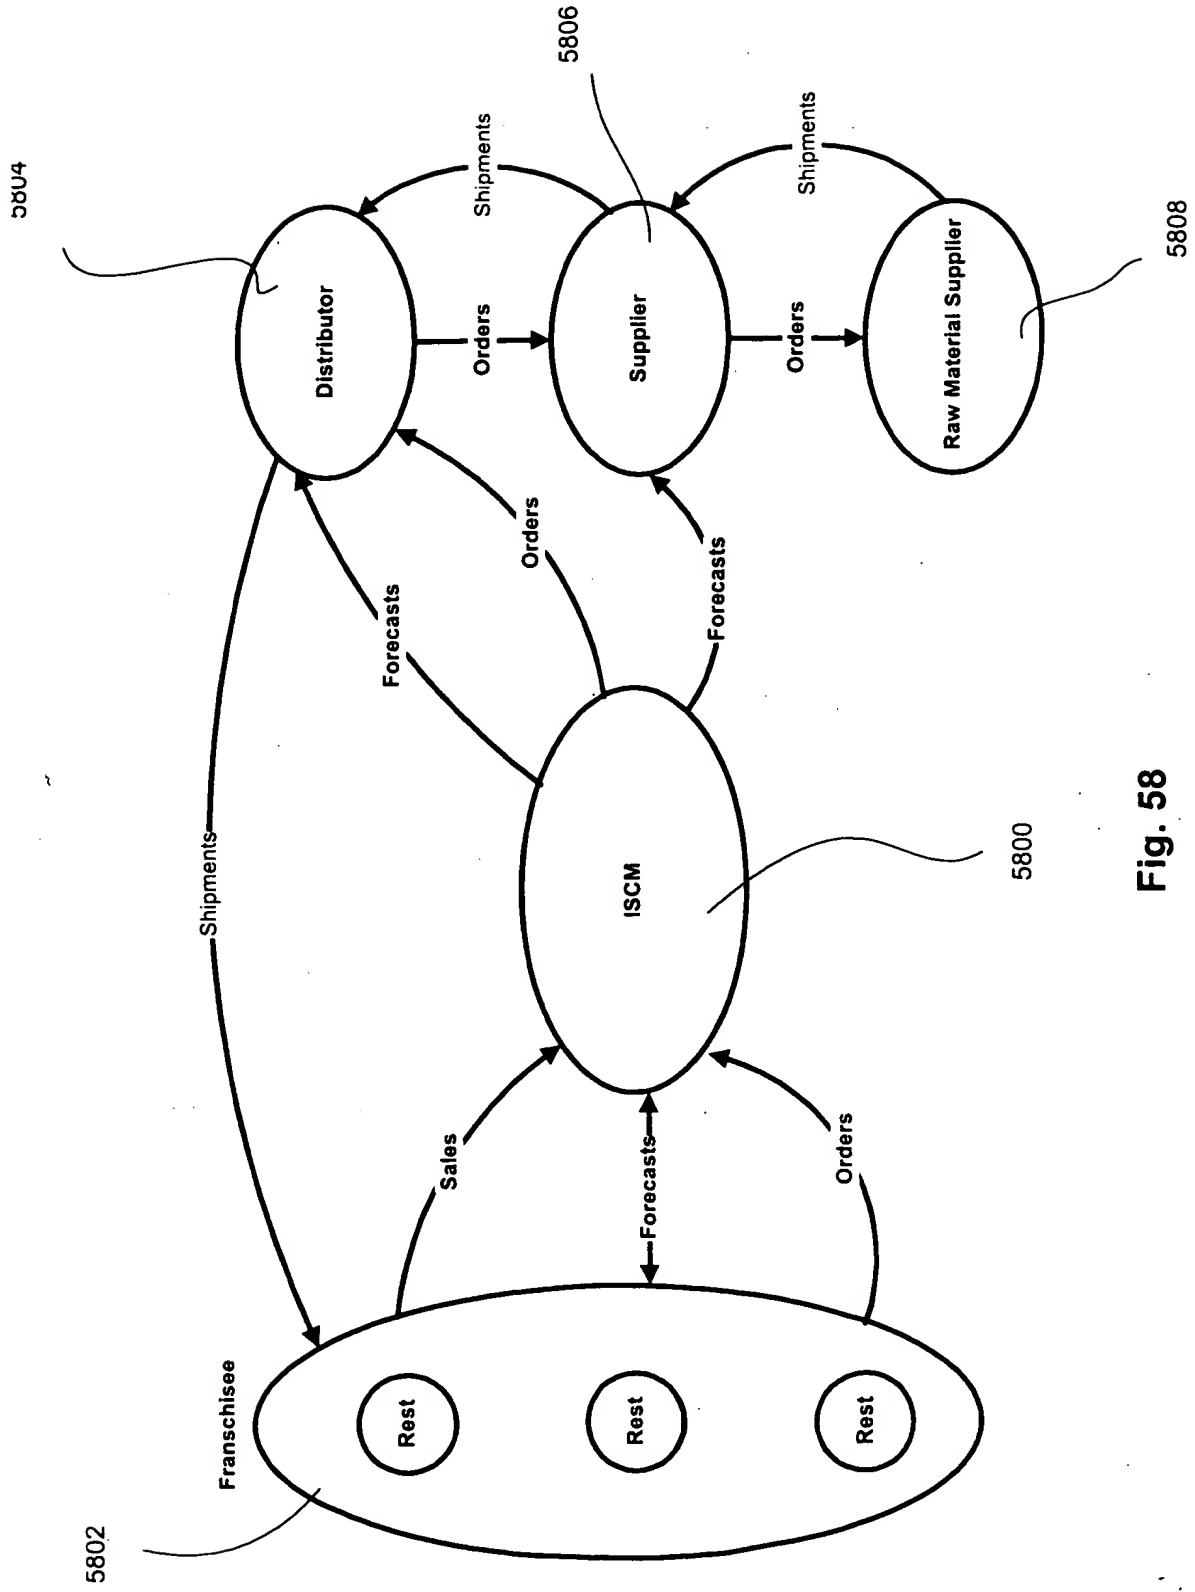 5804
Franschisee
Shipments
Distributor
Shipments
Forecasts
Sales
Orders
Orders
5806
5802
Rest
Rest
Rest
Forecasts
ISCM
Supplier
Forecasts
Orders
Shipments
Orders
Raw Material Supplier
5800
5808
Fig. 58